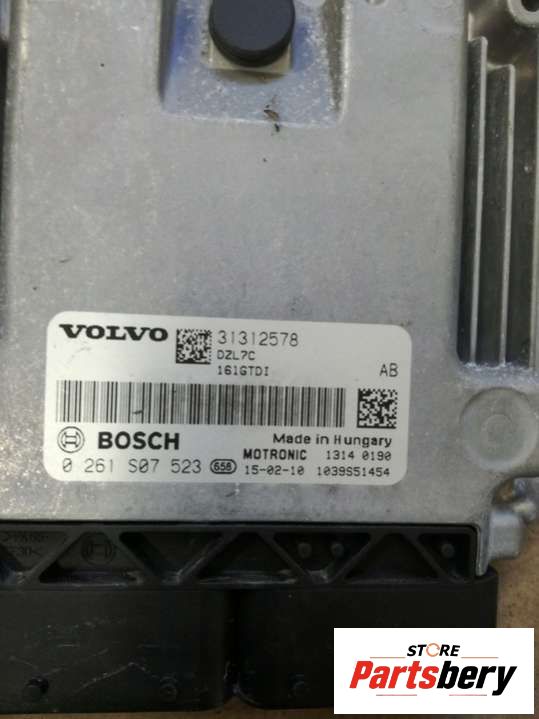 VOLVO 31312578
DZL7C
161GTDI AB
BOSCH Made in Hungary
MOTRONIC 1314 0190
0 261 S07 523 656 15-02-10 1039S51454
STORE
Partsbery